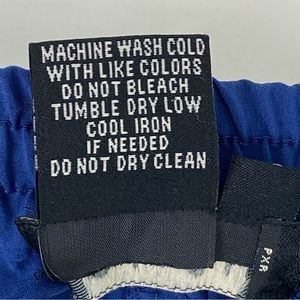 MACHINE WASH COLD
WITH LIKE COLORS
DO NOT BLEACH
TUMBLE DRY LOW
COOL IRON
IF NEEDED
DO NOT DRY CLEAN
PXR